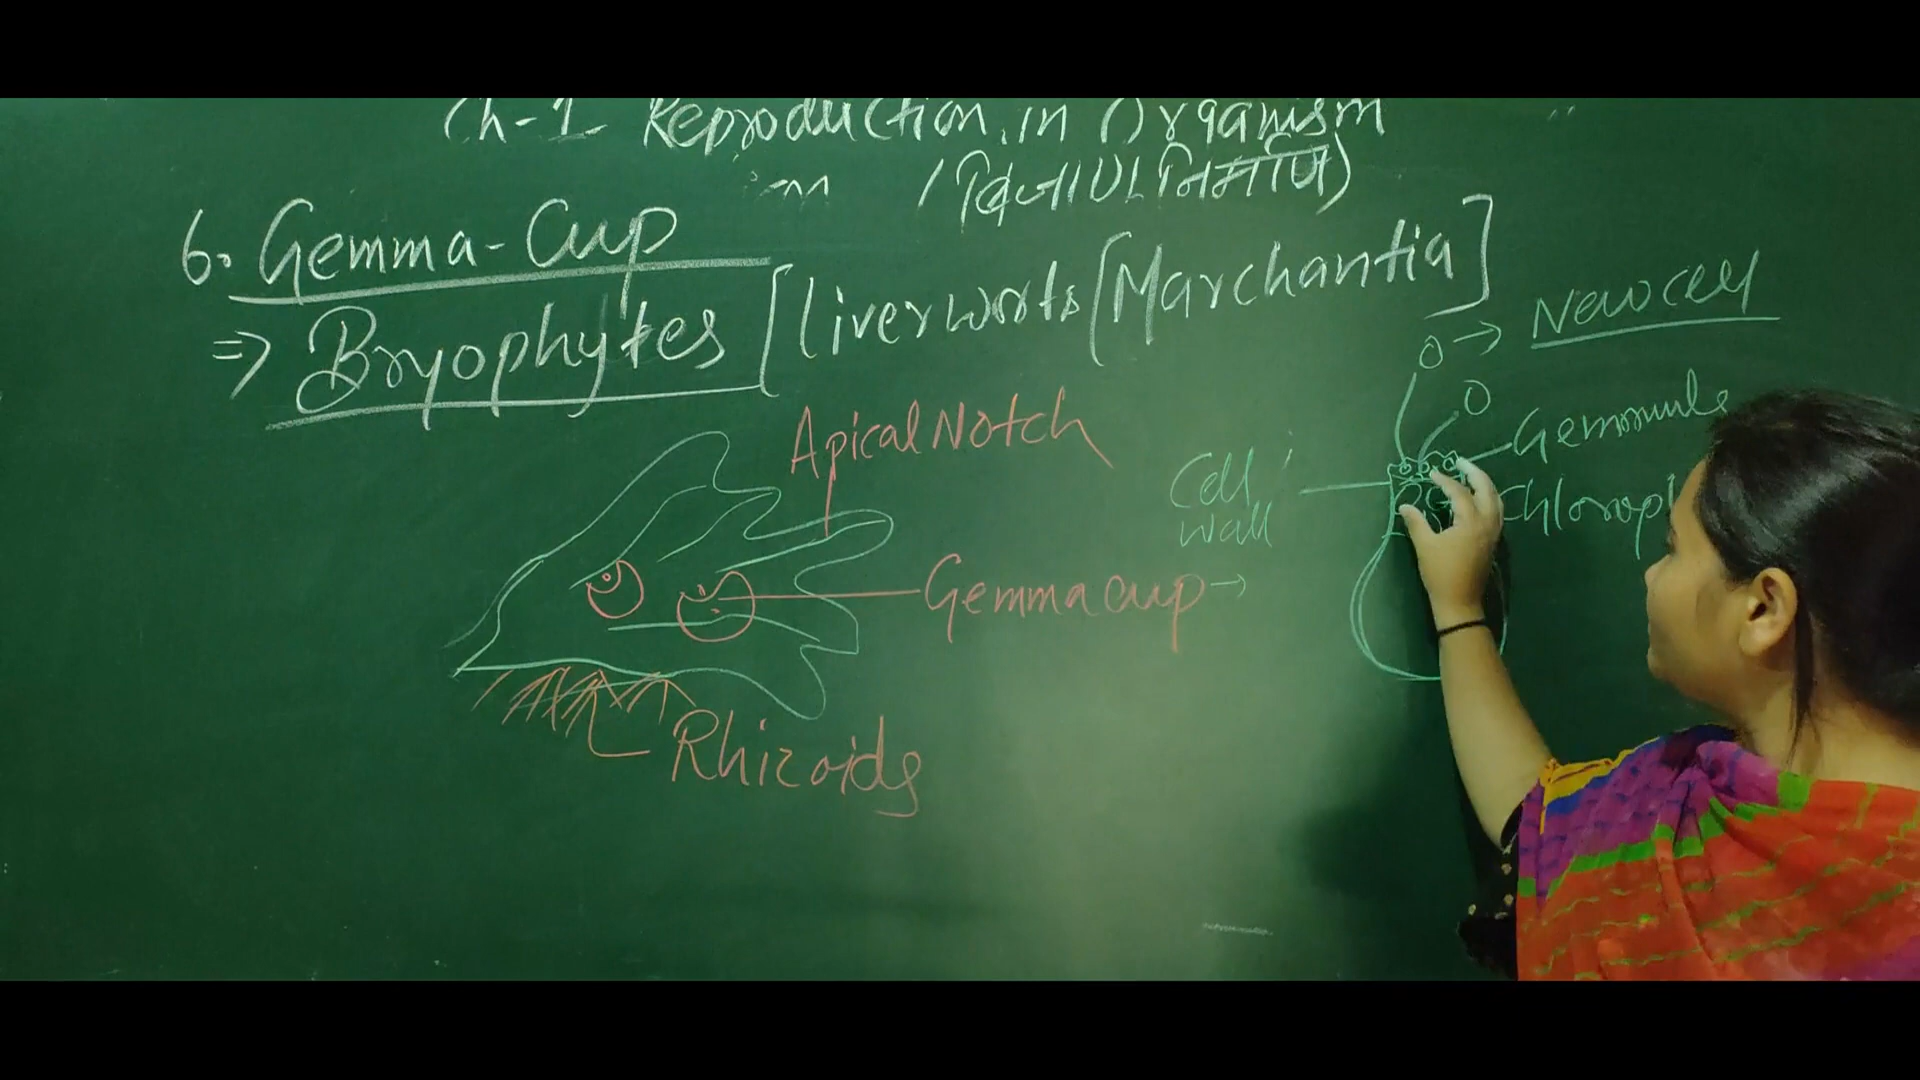 Ch-1 Reproduction in Organism
6. Gemma-Cup
=> Bryophytes [Liverworts [Marchantia]
O → New cell
O
Apical Notch
Gemmule
Cell
wall
Chlorop
Gemma cup →
Rhizoids